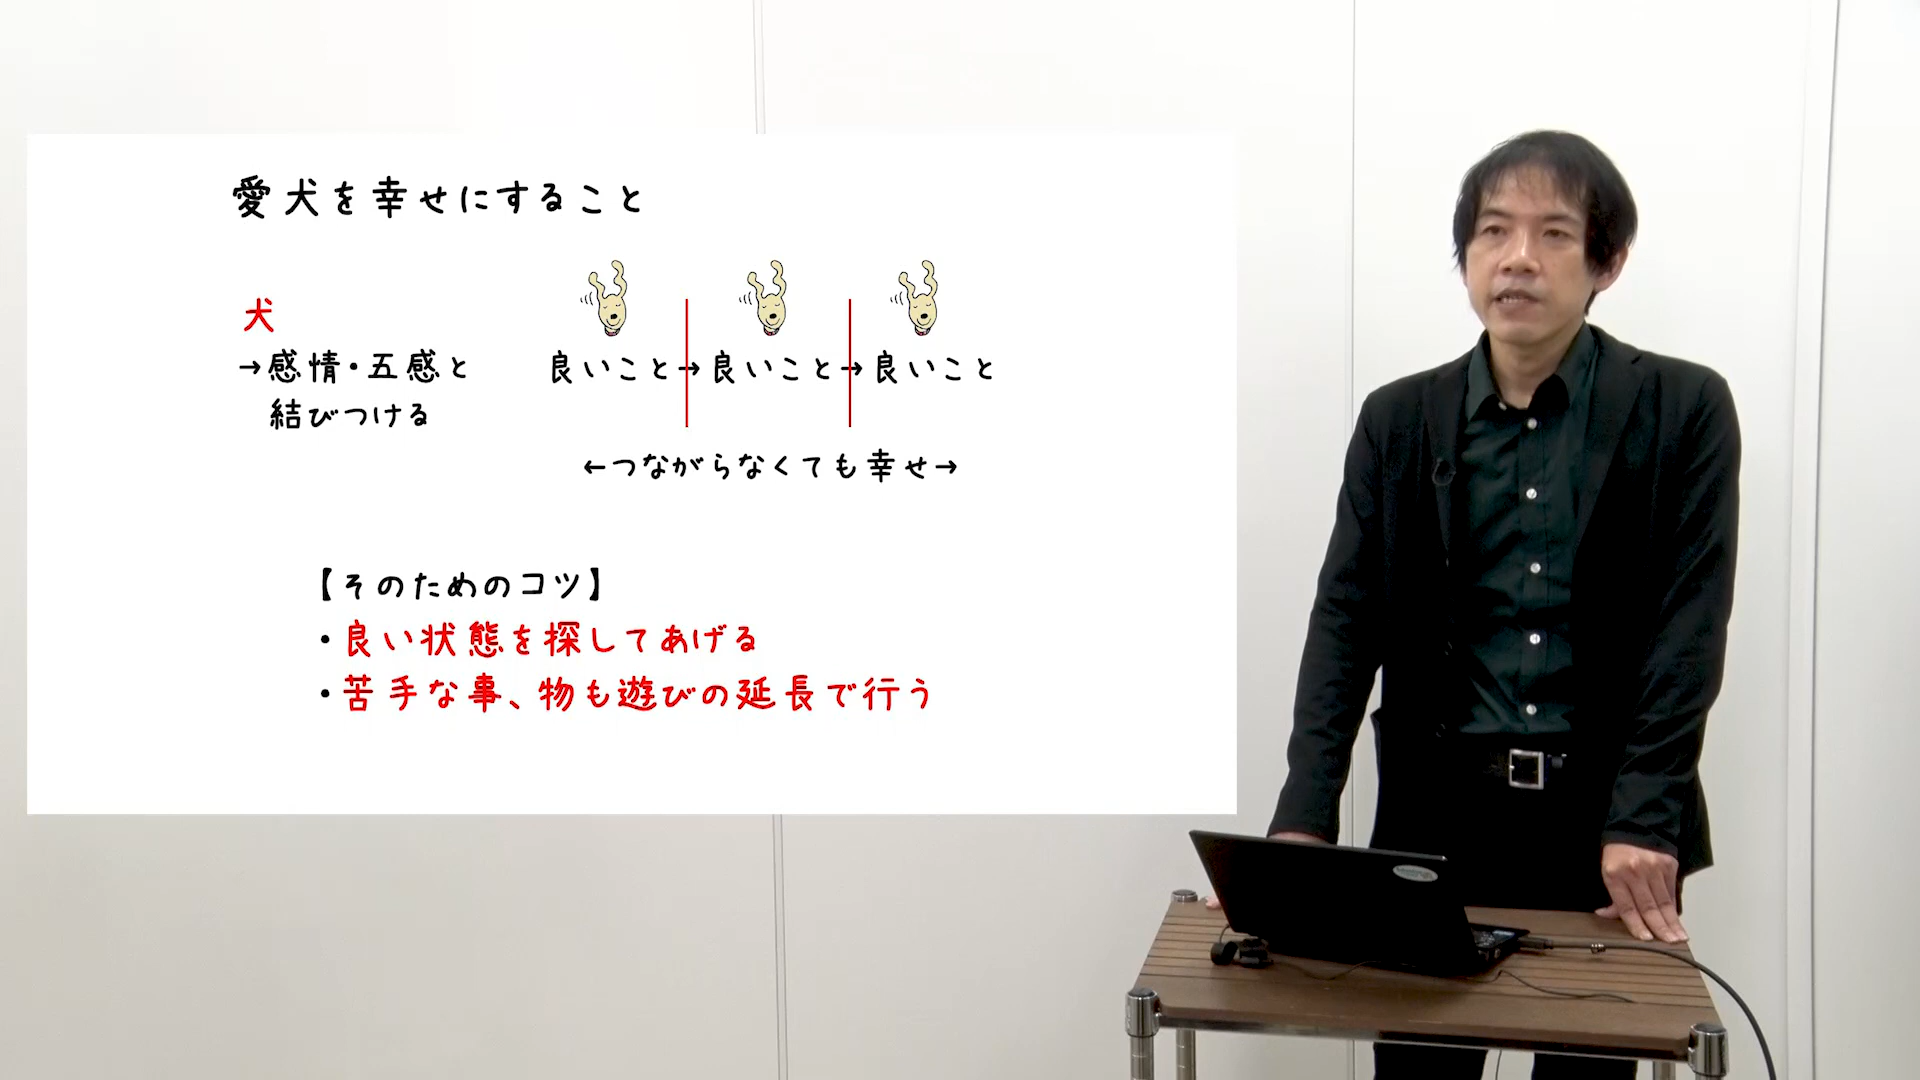 愛犬を幸せにすること
犬
→感情・五感と
結びつける
良いこと→良いこと→良いこと
←つながらなくても幸せ→
【そのためのコツ】
・良い状態を探してあげる
・苦手な事、物も遊びの延長で行う